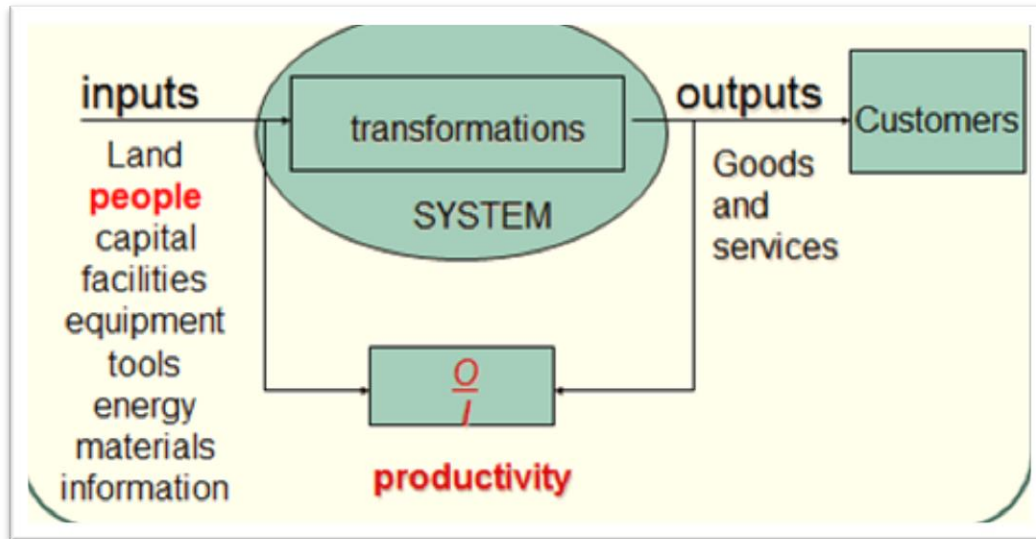 inputs
Land
people
capital
facilities
equipment
tools
energy
materials
information
transformations
SYSTEM
outputs
Goods
and
services
Customers
O
I
productivity